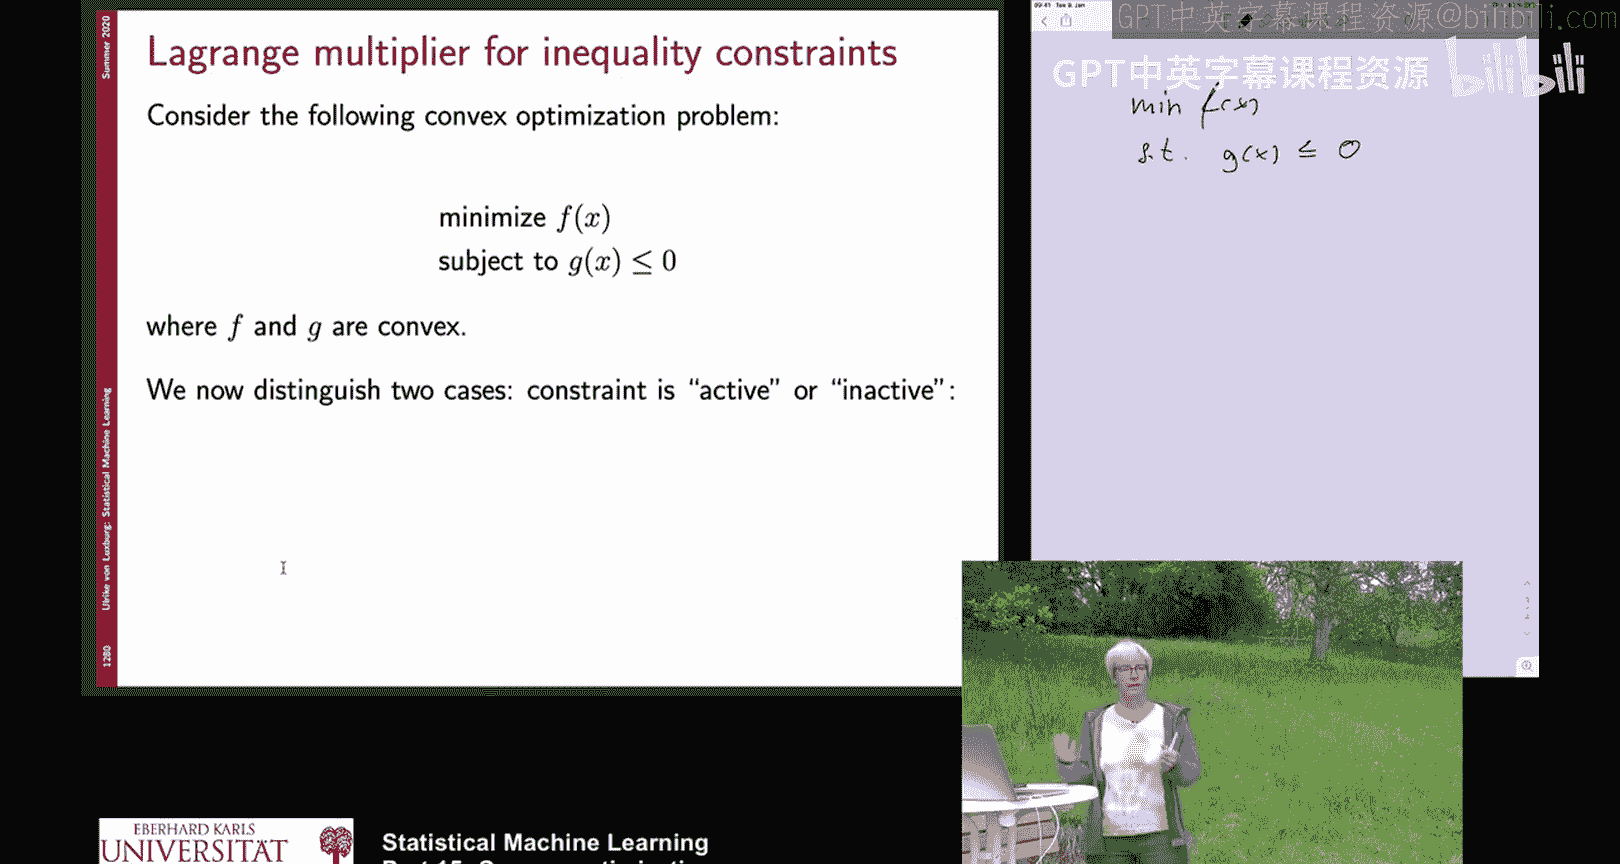 Summer 2020
Ulrike von Luxburg: Statistical Machine Learning
1280
Lagrange multiplier for inequality constraints
Consider the following convex optimization problem:
minimize f(x)
subject to g(x) ≤ 0
where f and g are convex.
We now distinguish two cases: constraint is “active” or “inactive”:
GPT中英字幕课程资源@bilibili.com
GPT中英字幕课程资源 bilibili
min f(x)
s.t. g(x) ≤ 0
EBERHARD KARLS
UNIVERSITÄT
Statistical Machine Learning